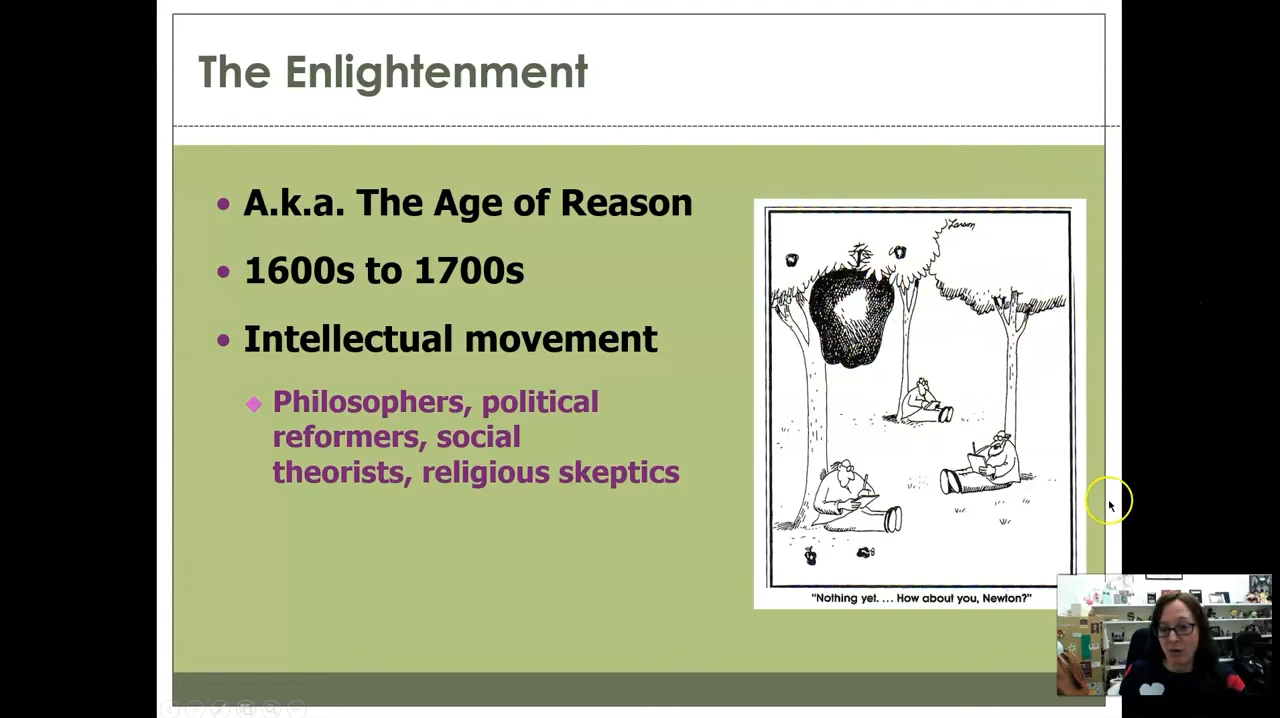 The Enlightenment
A.k.a. The Age of Reason
1600s to 1700s
Intellectual movement
Philosophers, political
reformers, social
theorists, religious skeptics
Larson
"Nothing yet. ... How about you, Newton?"